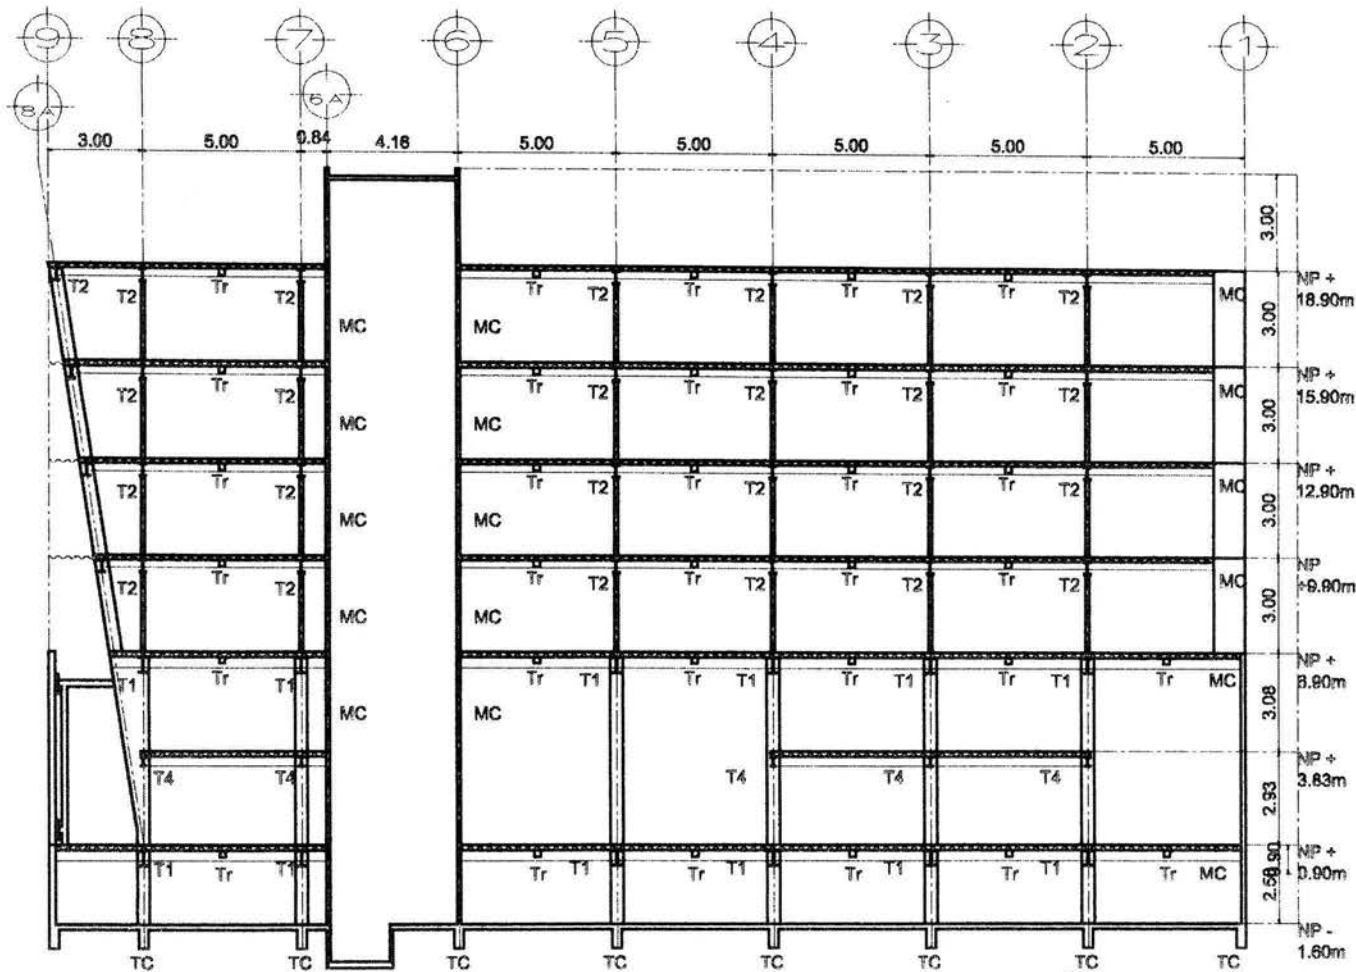 9 8 7 6 5 4 3 2 1
8A 6A
3.00 5.00 0.84 4.16 5.00 5.00 5.00 5.00 5.00
3.00
T2 T2 Tr T2 Tr T2 Tr T2 Tr T2 Tr T2 MC NP +
18.90m
MC MC 3.00
Tr Tr Tr Tr Tr NP +
T2 T2 T2 T2 T2 T2 MC 15.90m
MC MC 3.00
Tr Tr Tr Tr Tr NP +
T2 T2 T2 T2 T2 T2 MC 12.90m
MC MC 3.00
Tr Tr Tr Tr Tr NP
T2 T2 T2 T2 T2 T2 MC +9.90m
MC MC 3.00
NP +
T1 Tr T1 Tr T1 Tr T1 Tr T1 Tr T1 Tr MC 6.90m
MC MC 3.08
NP +
T4 T4 T4 T4 T4 3.83m
2.93
NP +
T1 Tr T1 Tr T1 Tr T1 Tr T1 Tr T1 Tr MC 0.90m
.90
NP -
1.60m
TC TC TC TC TC TC TC TC